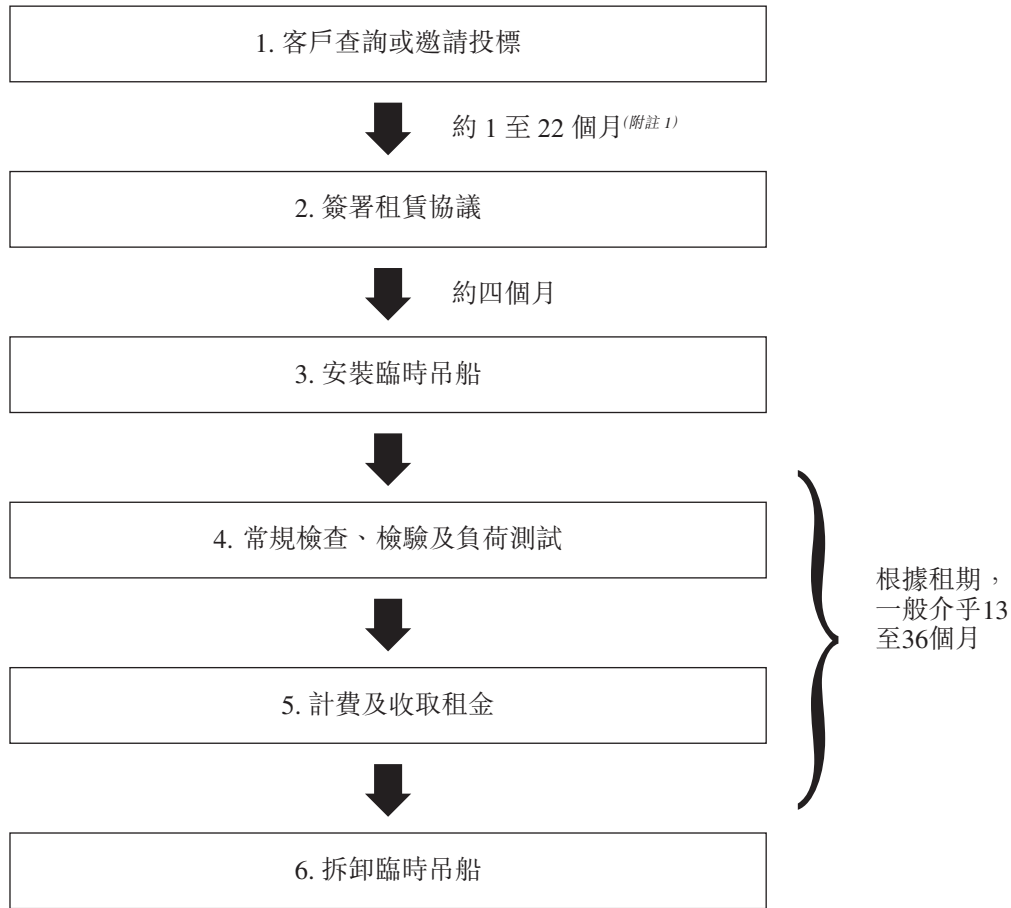 1. 客戶查詢或邀請投標
約 1 至 22 個月(附註 1)
2. 簽署租賃協議
約四個月
3. 安裝臨時吊船
4. 常規檢查、檢驗及負荷測試
根據租期，
一般介乎13
至36個月
5. 計費及收取租金
6. 拆卸臨時吊船